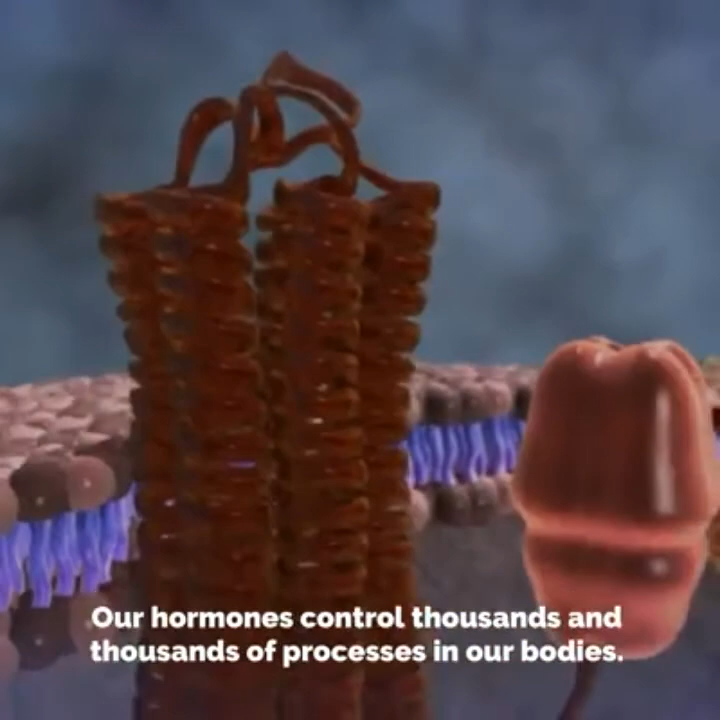 Our hormones control thousands and
thousands of processes in our bodies.